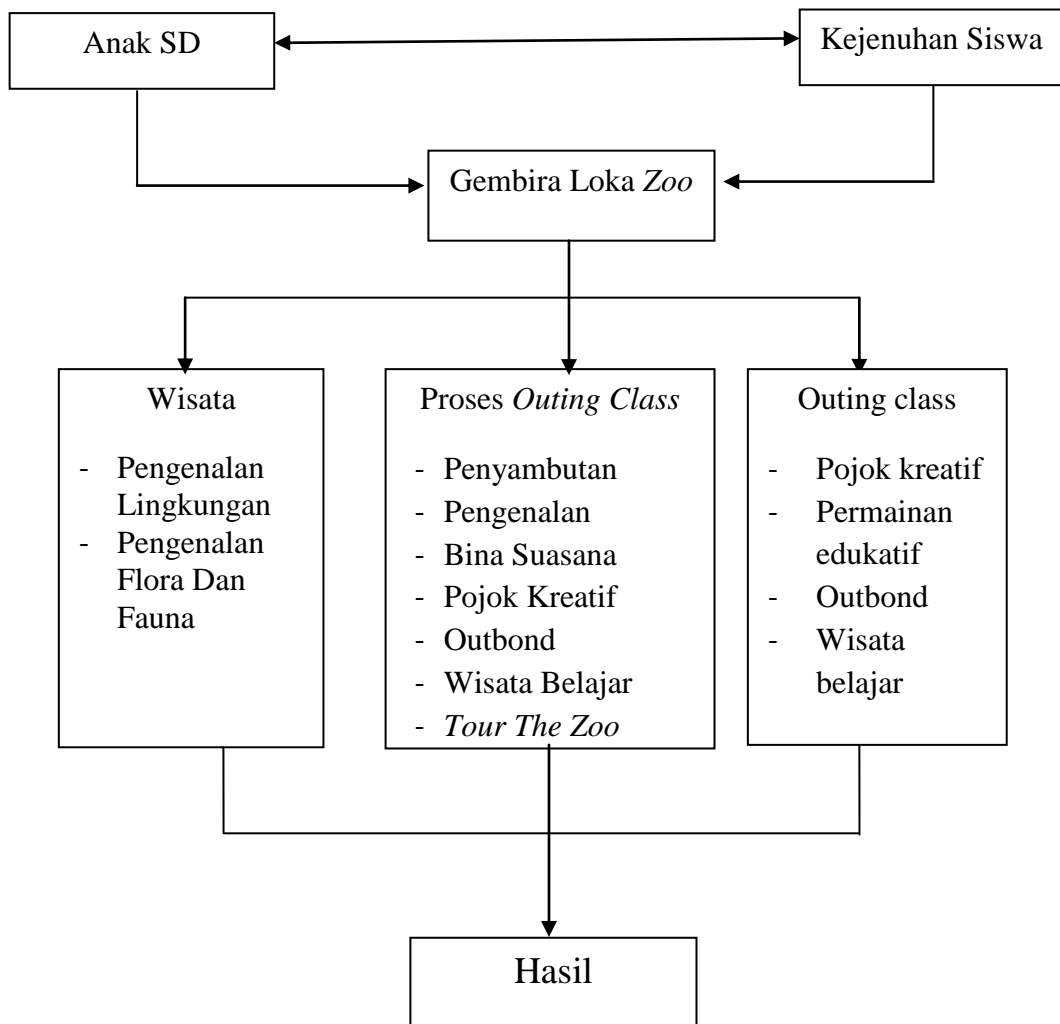 Anak SD
Kejenuhan Siswa
Gembira Loka Zoo
Wisata
- Pengenalan
Lingkungan
- Pengenalan
Flora Dan
Fauna
Proses Outing Class
- Penyambutan
- Pengenalan
- Bina Suasana
- Pojok Kreatif
- Outbond
- Wisata Belajar
- Tour The Zoo
Outing class
- Pojok kreatif
- Permainan
edukatif
- Outbond
- Wisata
belajar
Hasil